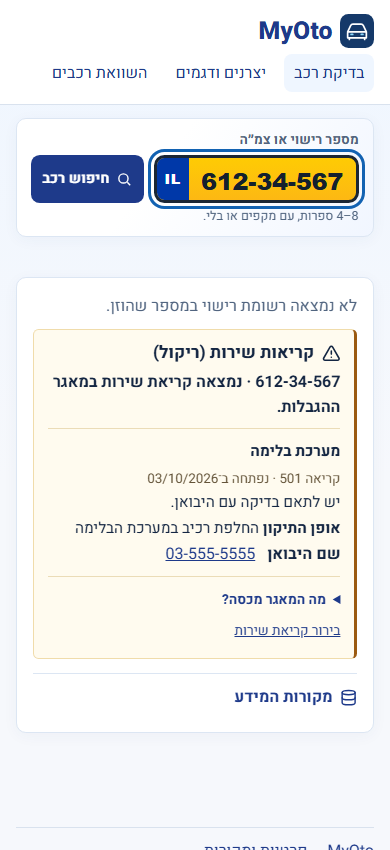 MyOto
בדיקת רכב
יצרנים ודגמים
השוואת רכבים
מספר רישוי או צמ״ה
612-34-567
IL
חיפוש רכב
4–8 ספרות, עם מקפים או בלי.
לא נמצאה רשומת רישוי במספר שהוזן.
קריאות שירות (ריקול)
612-34-567 · נמצאה קריאת שירות במאגר
ההגבלות.
מערכת בלימה
קריאה 501 · נפתחה ב־03/10/2026
יש לתאם בדיקה עם היבואן.
אופן התיקון החלפת רכיב במערכת הבלימה
שם היבואן 03-555-5555
מה המאגר מכסה?
בירור קריאת שירות
מקורות המידע